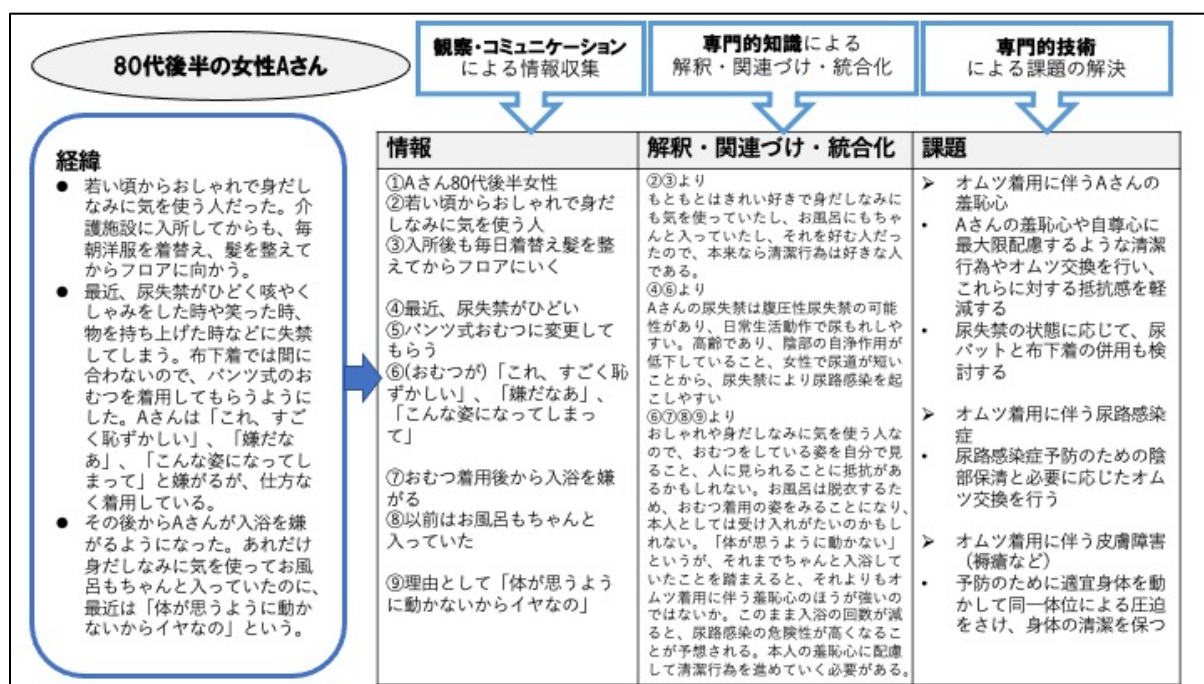 80代後半の女性Aさん
観察・コミュニケーション
による情報収集
専門的知識による
解釈・関連づけ・統合化
専門的技術
による課題の解決
経緯
● 若い頃からおしゃれで身だし
なみに気を使う人だった。介
護施設に入所してからも、毎
朝洋服を着替え、髪を整えて
からフロアに向かう。
● 最近、尿失禁がひどく咳やく
しゃみをした時や笑った時、
物を持ち上げた時などに失禁
してしまう。布下着では間に
合わないので、パンツ式のお
むつを着用してもらうように
した。Aさんは「これ、すご
く恥ずかしい」、「嫌だな
あ」、「こんな姿になってし
まって」と嫌がるが、仕方な
く着用している。
● その後からAさんが入浴を嫌
がるようになった。あれだけ
身だしなみに気を使ってお風
呂もちゃんと入っていたのに、
最近は「体が思うように動か
ないからイヤなの」という。
情報
①Aさん80代後半女性
②若い頃からおしゃれで身だ
しなみに気を使う人
③入所後も毎日着替え髪を整
えてからフロアにいく
④最近、尿失禁がひどい
⑤パンツ式おむつに変更して
もらう
⑥(おむつが)「これ、すごく恥
ずかしい」、「嫌だなあ」、
「こんな姿になってしまっ
て」
⑦おむつ着用後から入浴を嫌
がる
⑧以前はお風呂もちゃんと
入っていた
⑨理由として「体が思うよう
に動かないからイヤなの」
解釈・関連づけ・統合化
②③より
もともとはきれい好きで身だしなみに
も気を使っていたし、お風呂にもちゃ
んと入っていたし、それを好む人だっ
たので、本来なら清潔行為は好きな人
である。
④⑥より
Aさんの尿失禁は腹圧性尿失禁の可能
性があり、日常生活動作で尿もれしや
すい。高齢であり、陰部の自浄作用が
低下していること、女性で尿道が短い
ことから、尿失禁により尿路感染を起
こしやすい
⑥⑦⑧⑨より
おしゃれや身だしなみに気を使う人な
ので、おむつをしている姿を自分で見
ること、人に見られることに抵抗があ
るかもしれない。お風呂は脱衣するた
め、おむつ着用の姿をみることになり、
本人としては受け入れがたいのかもし
れない。「体が思うように動かない」
というが、それまでちゃんと入浴して
いたことを踏まえると、それよりもオ
ムツ着用に伴う羞恥心のほうが強いの
ではないか。このまま入浴の回数が減
ると、尿路感染の危険性が高くなるこ
とが予想される。本人の羞恥心に配慮
して清潔行為を進めていく必要がある。
課題
➢ オムツ着用に伴うAさんの
羞恥心
• Aさんの羞恥心や自尊心に
最大限配慮するような清潔
行為やオムツ交換を行い、
これらに対する抵抗感を軽
減する
• 尿失禁の状態に応じて、尿
パットと布下着の併用も検
討する
➢ オムツ着用に伴う尿路感染
症
• 尿路感染症予防のための陰
部保清と必要に応じたオム
ツ交換を行う
➢ オムツ着用に伴う皮膚障害
（褥瘡など）
• 予防のために適宜身体を動
かして同一体位による圧迫
をさけ、身体の清潔を保つ